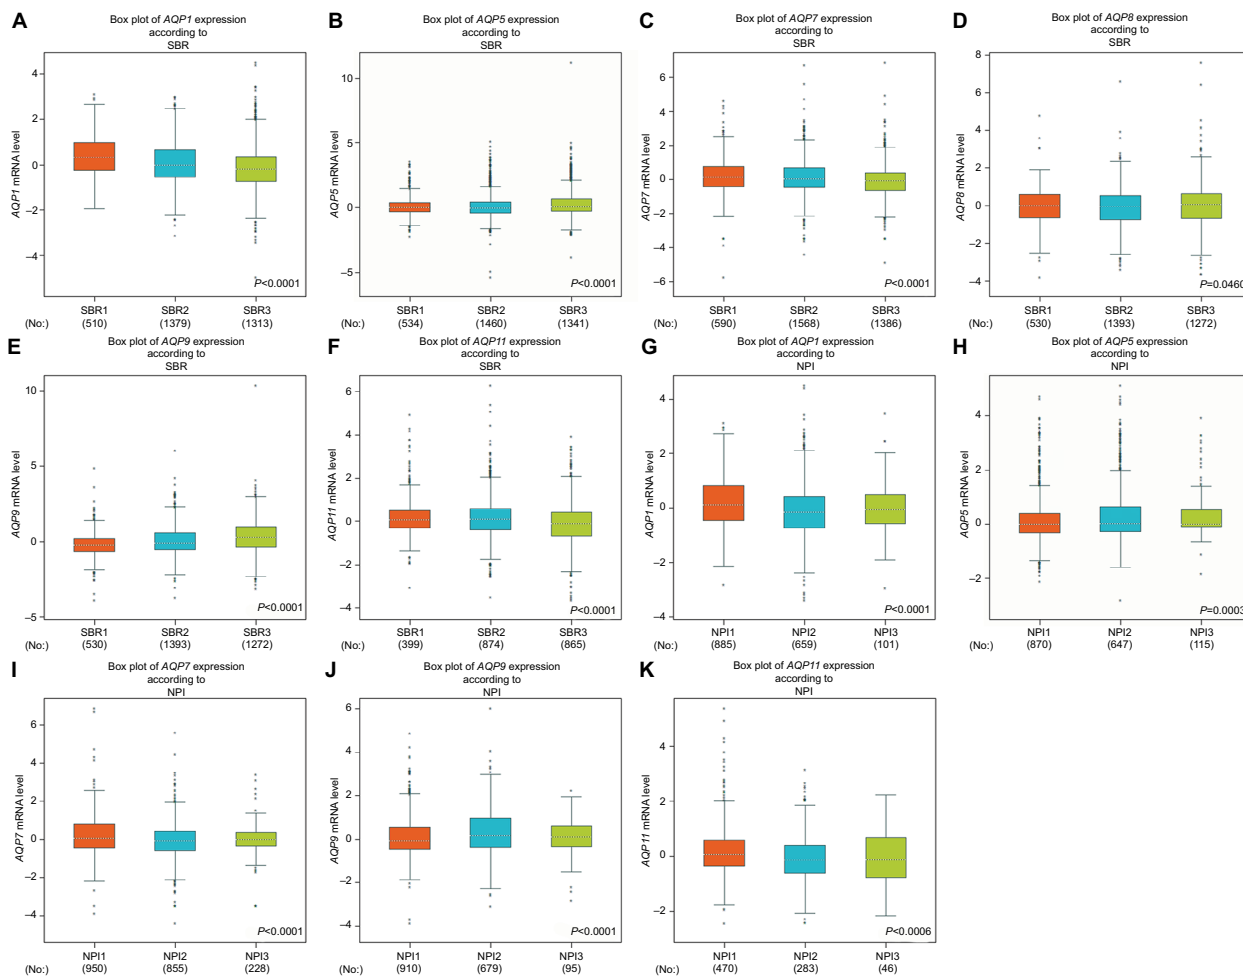 A
Box plot of AQP1 expression
according to
SBR
AQP1 mRNA level
4
2
0
–2
–4
P<0.0001
SBR1 SBR2 SBR3
(No:) (510) (1379) (1313)
B
Box plot of AQP5 expression
according to
SBR
AQP5 mRNA level
10
5
0
–5
P<0.0001
SBR1 SBR2 SBR3
(No:) (534) (1460) (1341)
C
Box plot of AQP7 expression
according to
SBR
AQP7 mRNA level
6
4
2
0
–2
–4
–6
P<0.0001
SBR1 SBR2 SBR3
(No:) (590) (1568) (1386)
D
Box plot of AQP8 expression
according to
SBR
AQP8 mRNA level
8
6
4
2
0
–2
–4
P=0.0460
SBR1 SBR2 SBR3
(No:) (530) (1393) (1272)
E
Box plot of AQP9 expression
according to
SBR
AQP9 mRNA level
10
5
0
–5
P<0.0001
SBR1 SBR2 SBR3
(No:) (530) (1393) (1272)
F
Box plot of AQP11 expression
according to
SBR
AQP11 mRNA level
6
4
2
0
–2
–4
P<0.0001
SBR1 SBR2 SBR3
(No:) (399) (874) (865)
G
Box plot of AQP1 expression
according to
NPI
AQP1 mRNA level
4
2
0
–2
–4
P<0.0001
NPI1 NPI2 NPI3
(No:) (885) (659) (101)
H
Box plot of AQP5 expression
according to
NPI
AQP5 mRNA level
4
2
0
–2
P=0.0003
NPI1 NPI2 NPI3
(No:) (870) (647) (115)
I
Box plot of AQP7 expression
according to
NPI
AQP7 mRNA level
6
4
2
0
–2
–4
P<0.0001
NPI1 NPI2 NPI3
(No:) (950) (855) (228)
J
Box plot of AQP9 expression
according to
NPI
AQP9 mRNA level
6
4
2
0
–2
–4
P<0.0001
NPI1 NPI2 NPI3
(No:) (910) (679) (95)
K
Box plot of AQP11 expression
according to
NPI
AQP11 mRNA level
4
2
0
–2
P<0.0006
NPI1 NPI2 NPI3
(No:) (470) (283) (46)